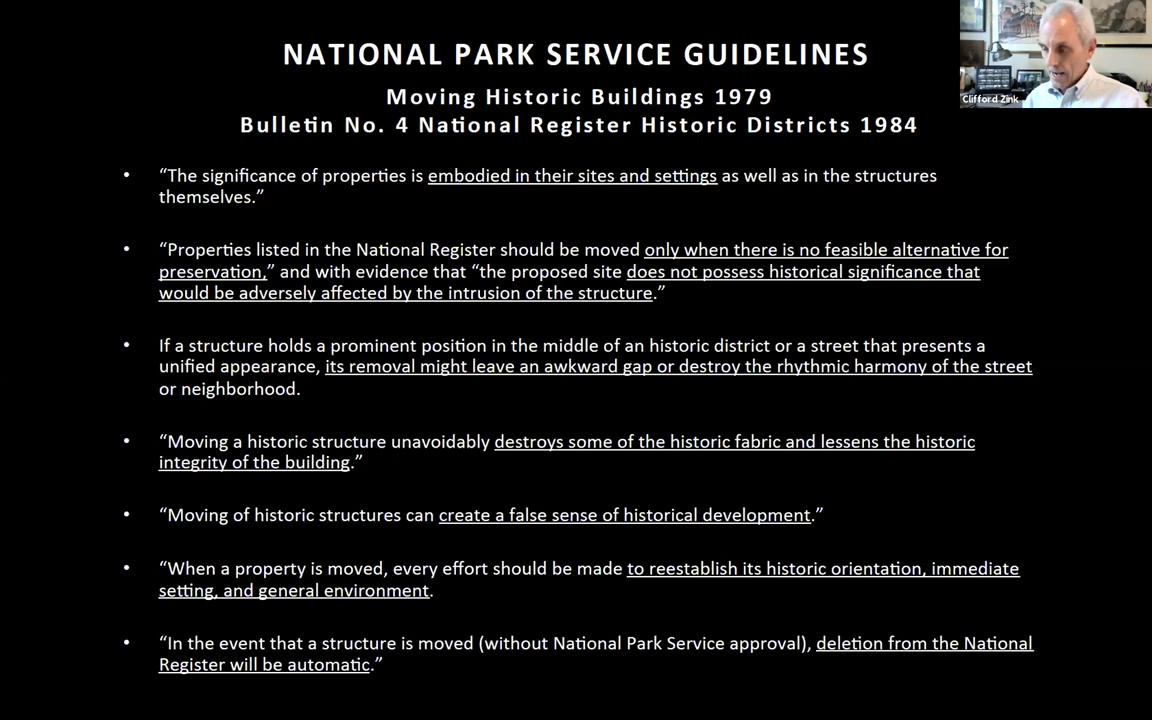 NATIONAL PARK SERVICE GUIDELINES
Moving Historic Buildings 1979
Bulletin No. 4 National Register Historic Districts 1984
Clifford Zink
• “The significance of properties is embodied in their sites and settings as well as in the structures
themselves.”
• “Properties listed in the National Register should be moved only when there is no feasible alternative for
preservation,” and with evidence that “the proposed site does not possess historical significance that
would be adversely affected by the intrusion of the structure.”
• If a structure holds a prominent position in the middle of an historic district or a street that presents a
unified appearance, its removal might leave an awkward gap or destroy the rhythmic harmony of the street
or neighborhood.
• “Moving a historic structure unavoidably destroys some of the historic fabric and lessens the historic
integrity of the building.”
• “Moving of historic structures can create a false sense of historical development.”
• “When a property is moved, every effort should be made to reestablish its historic orientation, immediate
setting, and general environment.
• “In the event that a structure is moved (without National Park Service approval), deletion from the National
Register will be automatic.”